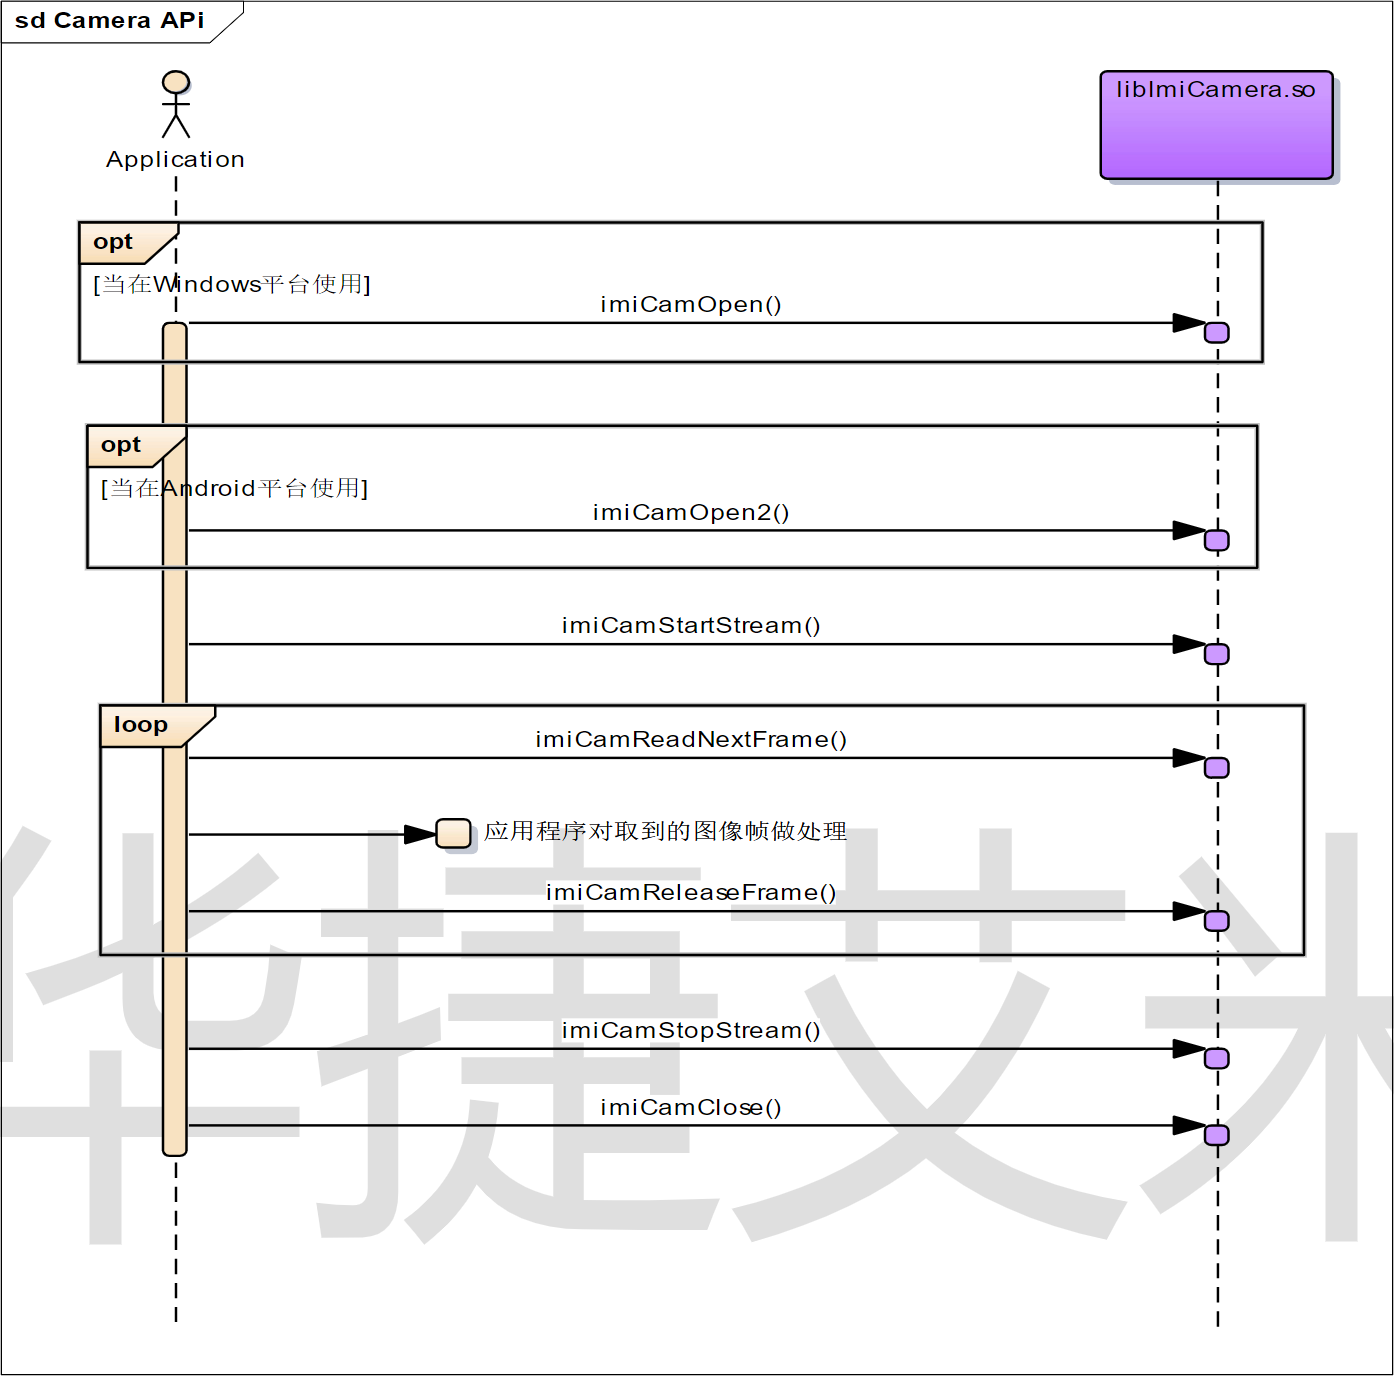 sd Camera APi
Application
libImiCamera.so
opt
[当在Windows平台使用]
imiCamOpen()
opt
[当在Android平台使用]
imiCamOpen2()
imiCamStartStream()
loop
imiCamReadNextFrame()
应用程序对取到的图像帧做处理
imiCamReleaseFrame()
imiCamStopStream()
imiCamClose()
华捷艾米